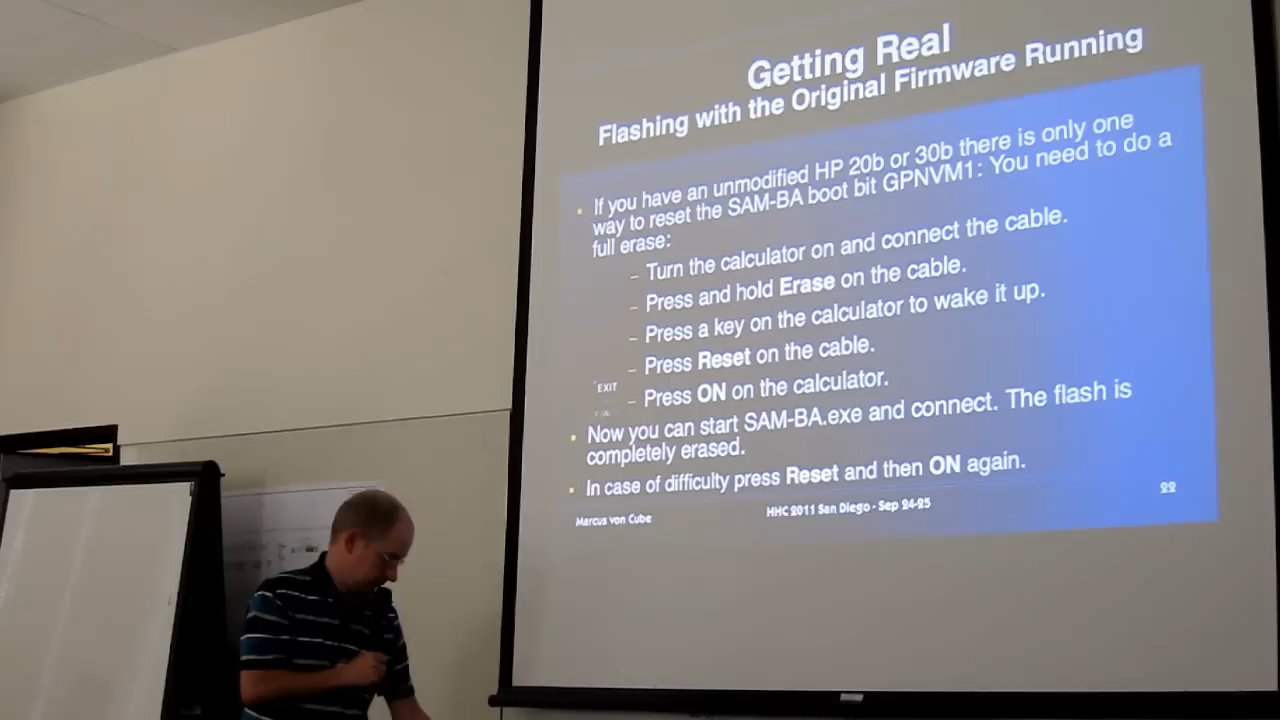 Getting Real
Flashing with the Original Firmware Running
• If you have an unmodified HP 20b or 30b there is only one
way to reset the SAM-BA boot bit GPNVM1: You need to do a
full erase:
– Turn the calculator on and connect the cable.
– Press and hold Erase on the cable.
– Press a key on the calculator to wake it up.
– Press Reset on the cable.
EXIT
– Press ON on the calculator.
• Now you can start SAM-BA.exe and connect. The flash is
completely erased.
• In case of difficulty press Reset and then ON again.
Marcus von Cube
HHC 2011 San Diego - Sep 24-25
22